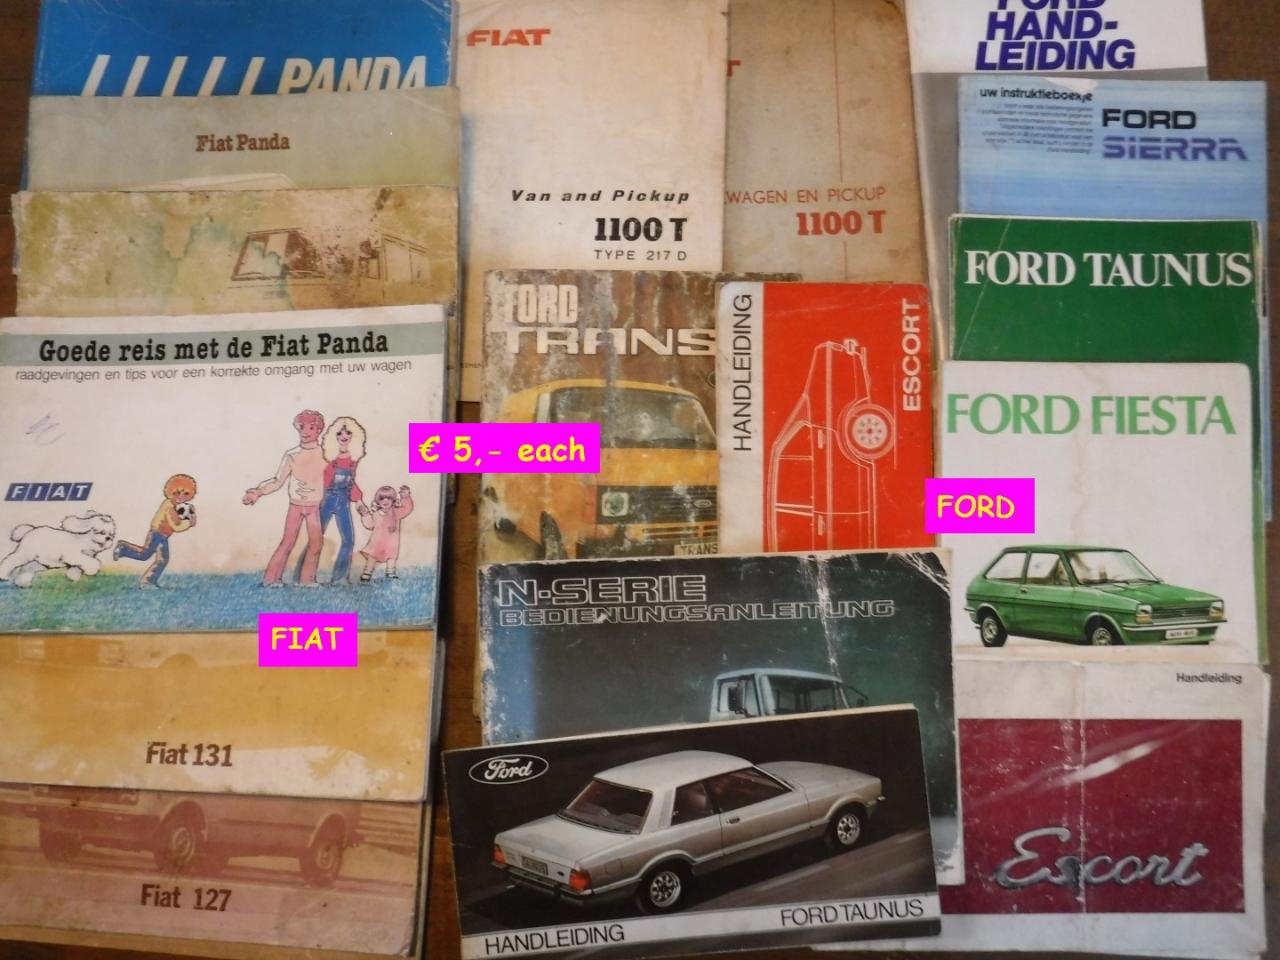 PANDA
Fiat Panda
Goede reis met de Fiat Panda
raadgevingen en tips voor een korrekte omgang met uw wagen
FIAT
FIAT
Fiat 131
Fiat 127
FIAT
Van and Pickup
1100 T
TYPE 217 D
WAGEN EN PICKUP
1100 T
FORD
TRANS
TRANS
€ 5,- each
HANDLEIDING
ESCORT
N-SERIE
BEDIENUNGSANLEITUNG
Ford
HANDLEIDING
FORD TAUNUS
FORD
HAND-
LEIDING
uw instruktieboekje
FORD
SIERRA
FORD TAUNUS
FORD FIESTA
FORD
Handleiding
Escort